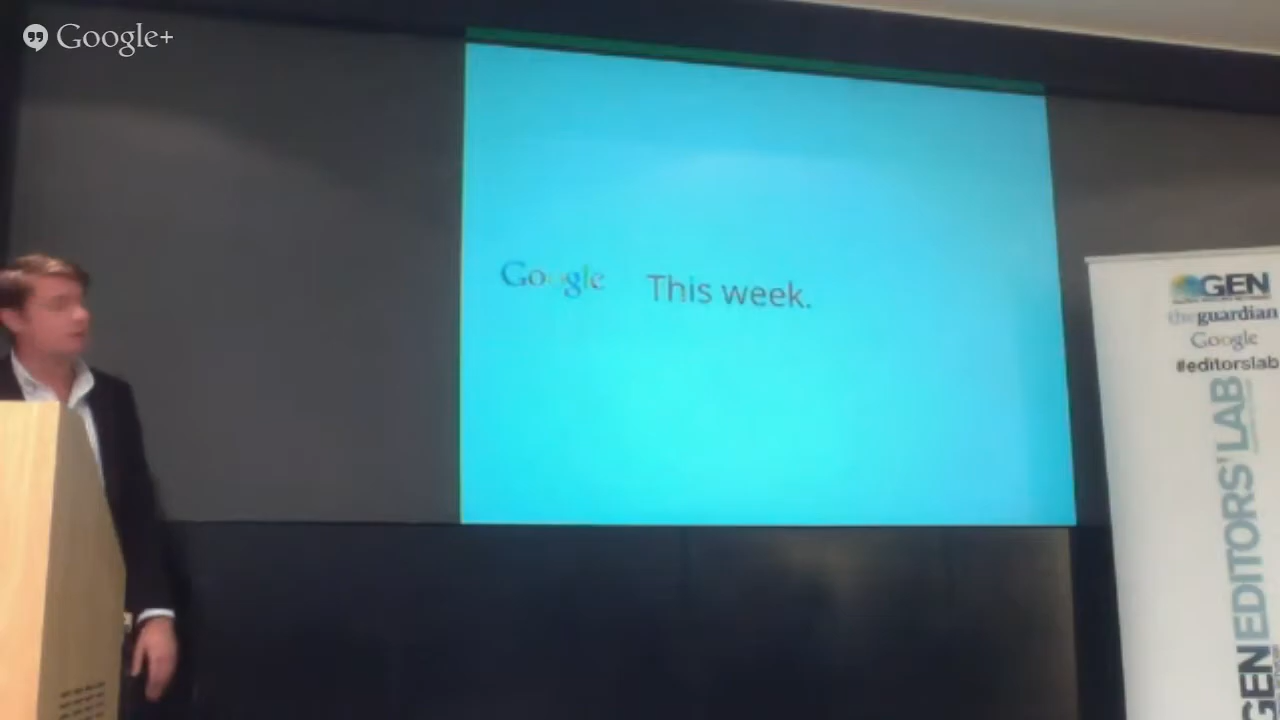 Google+
Google This week.
GEN
theguardian
Google
#editorslab
GEN EDITORS' LAB